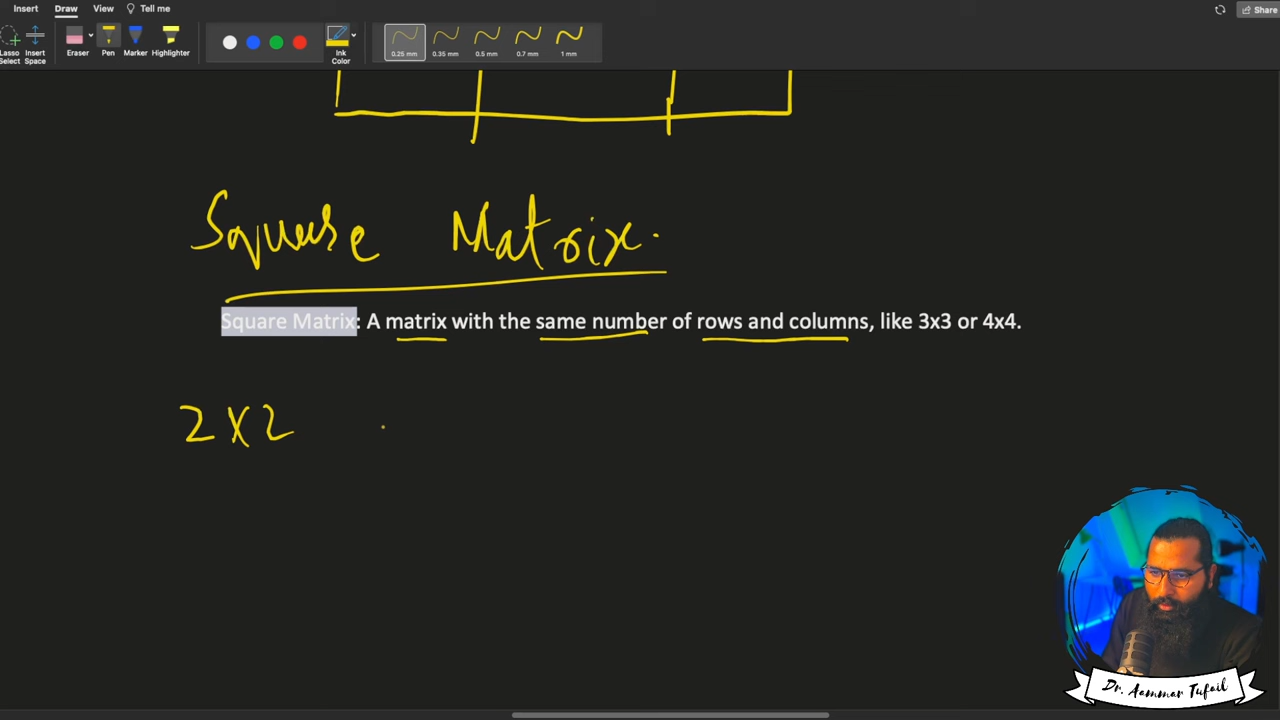 Insert Draw View Tell me Share
Lasso Select Insert Space Eraser Pen Marker Highlighter Ink Color 0.25 mm 0.35 mm 0.5 mm 0.7 mm 1 mm
Square Matrix.
Square Matrix: A matrix with the same number of rows and columns, like 3x3 or 4x4.
2 X 2
Dr. Aammar Tufail